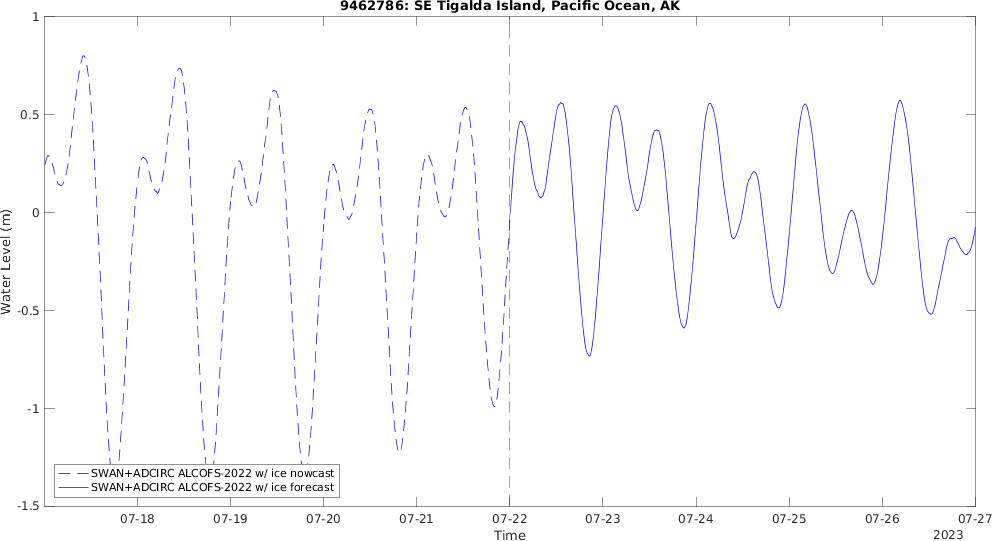 9462786: SE Tigalda Island, Pacific Ocean, AK
1
0.5
0
-0.5
-1
-1.5
Water Level (m)
SWAN+ADCIRC ALCOFS-2022 w/ ice nowcast
SWAN+ADCIRC ALCOFS-2022 w/ ice forecast
07-18 07-19 07-20 07-21 07-22 07-23 07-24 07-25 07-26 07-27
Time
2023